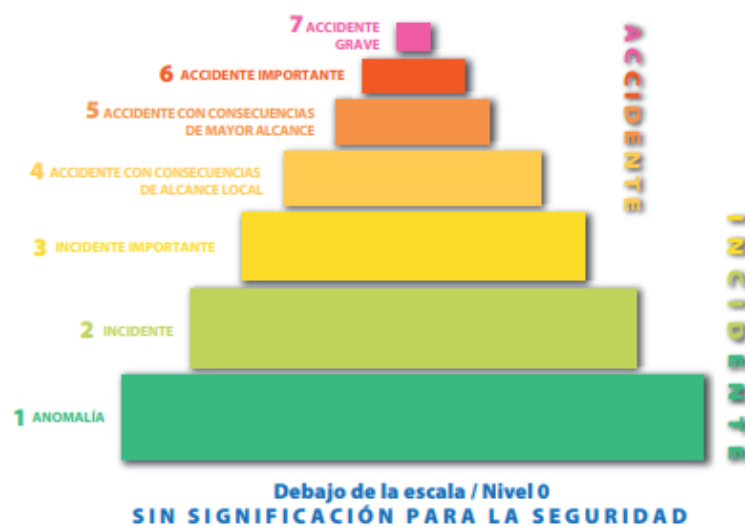 7 ACCIDENTE
GRAVE
6 ACCIDENTE IMPORTANTE
5 ACCIDENTE CON CONSECUENCIAS
DE MAYOR ALCANCE
4 ACCIDENTE CON CONSECUENCIAS
DE ALCANCE LOCAL
3 INCIDENTE IMPORTANTE
2 INCIDENTE
1 ANOMALÍA
ACCIDENTE
INCIDENTE
Debajo de la escala / Nivel 0
SIN SIGNIFICACIÓN PARA LA SEGURIDAD